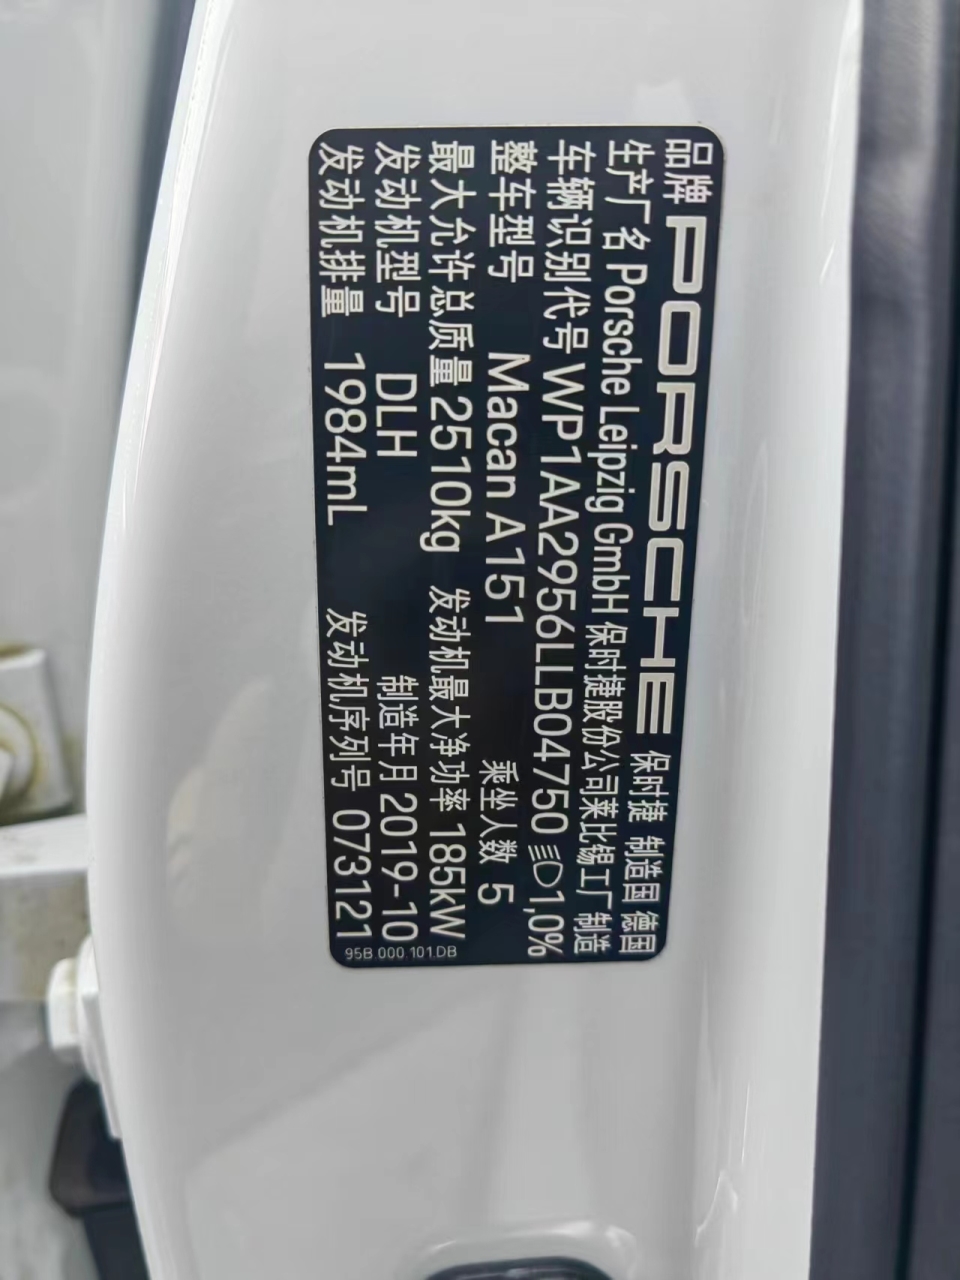 品牌 PORSCHE 保时捷 制造国 德国
生产厂名 Porsche Leipzig GmbH 保时捷股份公司莱比锡工厂制造
车辆识别代号 WP1AA2956LLB04750 1,0%
整车型号 Macan A151 乘坐人数 5
最大允许总质量 2510kg 发动机最大净功率 185kW
发动机型号 DLH 制造年月 2019-10
发动机排量 1984mL 发动机序列号 073121
95B.000.101.DB